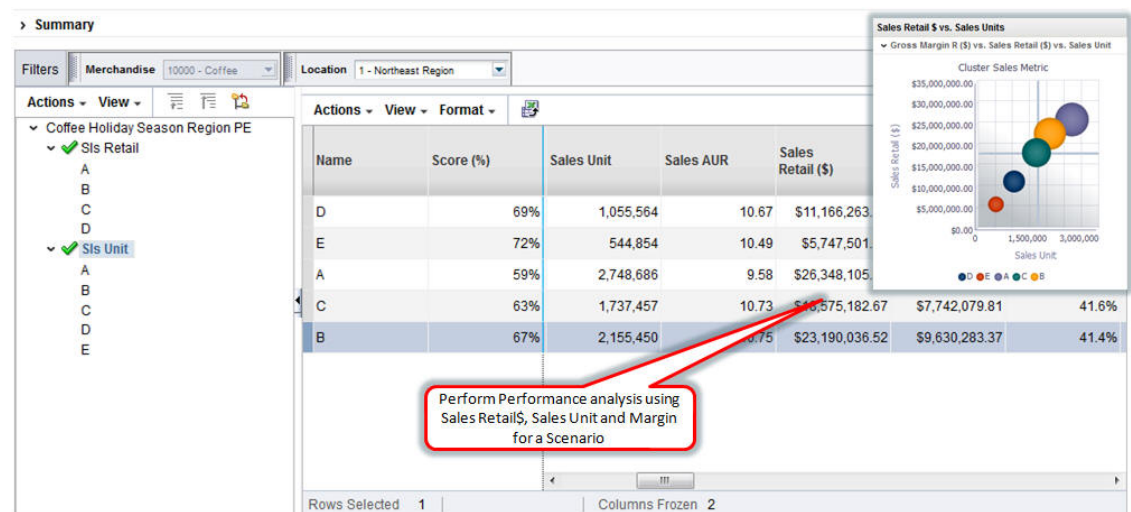 Summary
Filters Merchandise 10000 - Coffee Location 1 - Northeast Region
Actions View
Coffee Holiday Season Region PE
Sls Retail
A
B
C
D
Sls Unit
A
B
C
D
E
Actions View Format
Name Score (%) Sales Unit Sales AUR Sales
Retail ($)
D 69% 1,055,564 10.67 $11,166,263.
E 72% 544,854 10.49 $5,747,501.
A 59% 2,748,686 9.58 $26,348,105.
C 63% 1,737,457 10.73 575,182.67 $7,742,079.81 41.6%
B 67% 2,155,450 .75 $23,190,036.52 $9,630,283.37 41.4%
Perform Performance analysis using
Sales Retail$, Sales Unit and Margin
for a Scenario
Rows Selected 1 Columns Frozen 2
Sales Retail $ vs. Sales Units
Gross Margin R ($) vs. Sales Retail ($) vs. Sales Unit
Cluster Sales Metric
Sales Retail ($)
$35,000,000.00
$30,000,000.00
$25,000,000.00
$20,000,000.00
$15,000,000.00
$10,000,000.00
$5,000,000.00
$0.00
0 1,500,000 3,000,000
Sales Unit
D E A C B